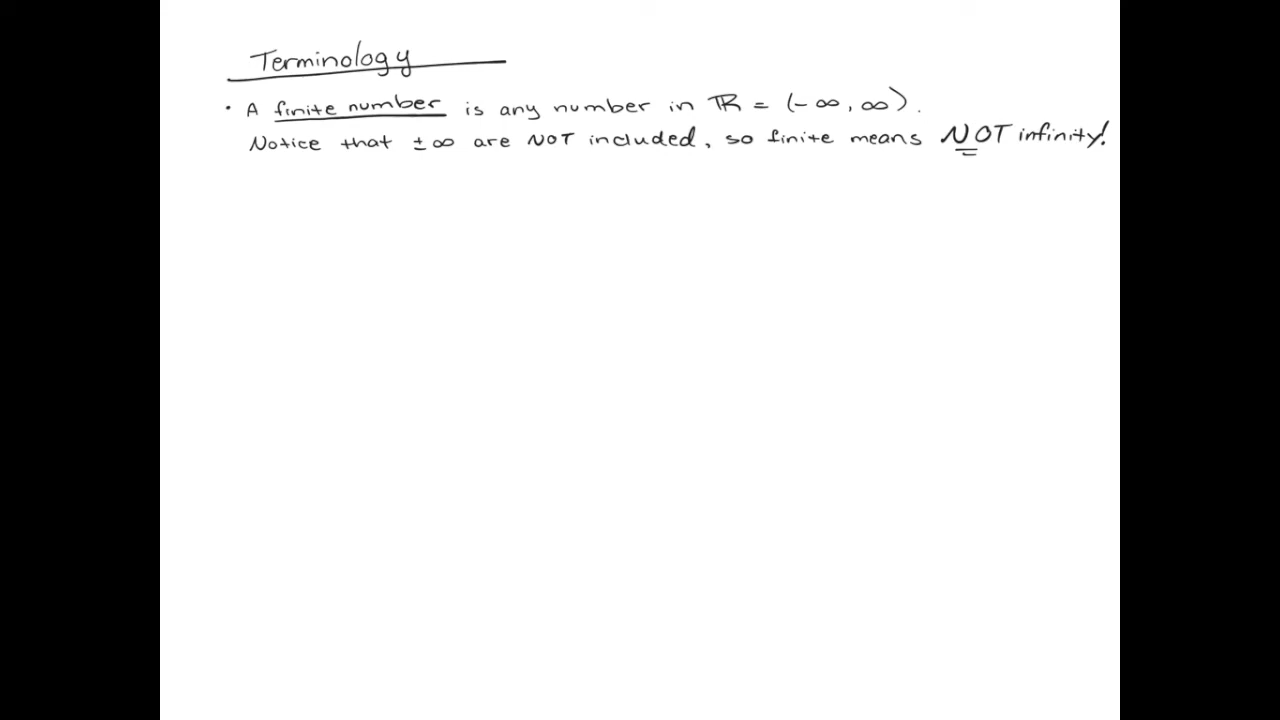 Terminology
· A finite number is any number in ℝ = (-∞, ∞).
Notice that ±∞ are NOT included, so finite means NOT infinity!